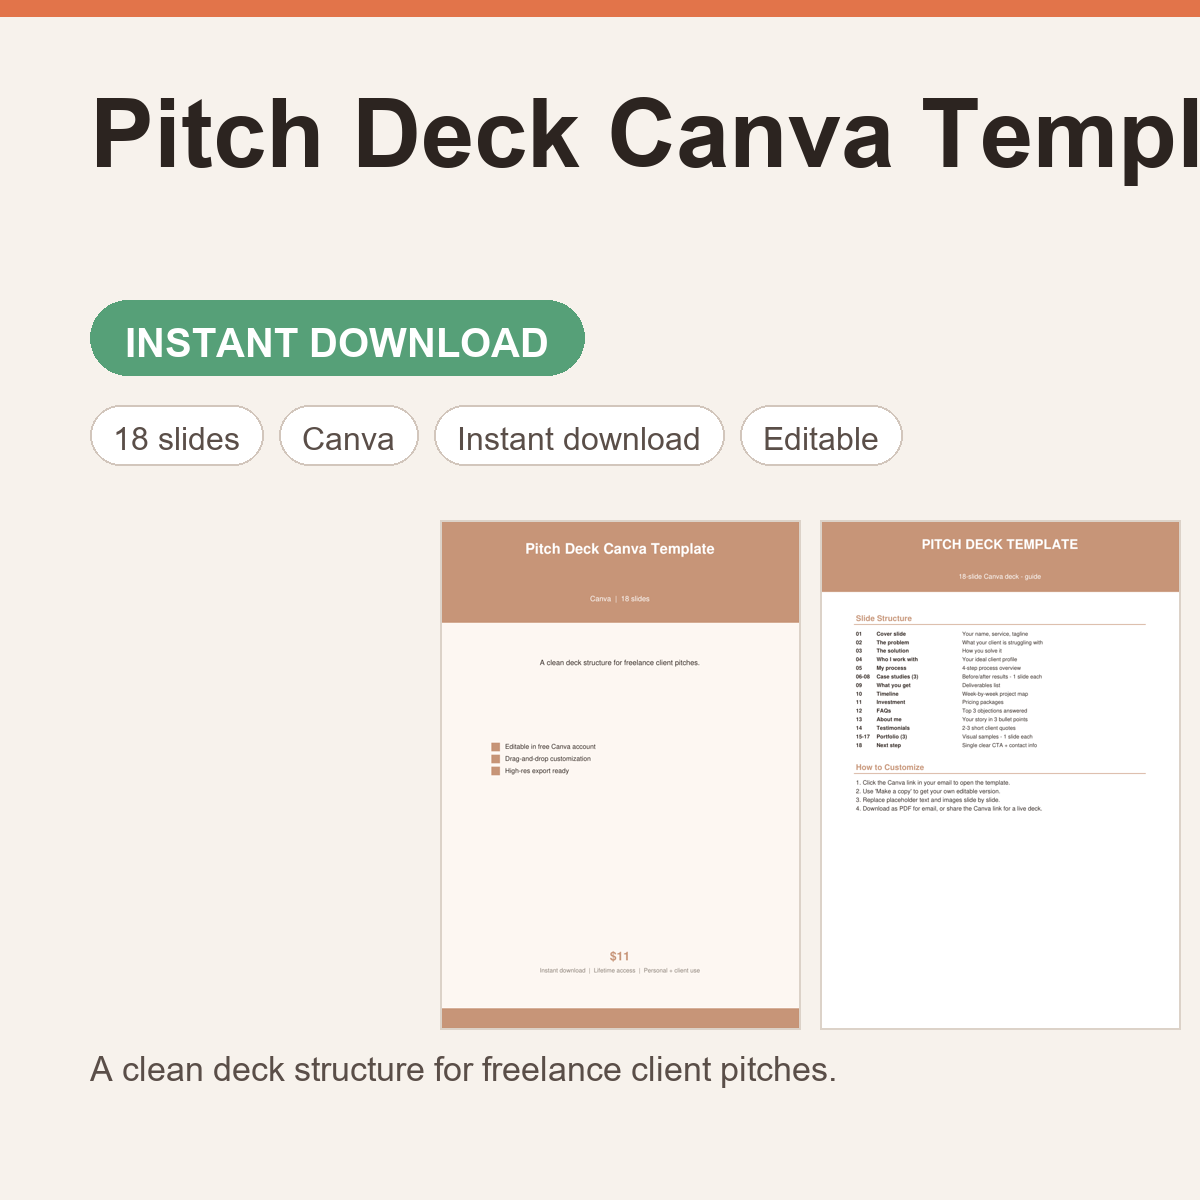 Pitch Deck Canva Templ
INSTANT DOWNLOAD
18 slides
Canva
Instant download
Editable
Pitch Deck Canva Template
Canva | 18 slides
A clean deck structure for freelance client pitches.
Editable in free Canva account
Drag-and-drop customization
High-res export ready
$11
Instant download | Lifetime access | Personal + client use
PITCH DECK TEMPLATE
18-slide Canva deck - guide
Slide Structure
01 Cover slide Your name, service, tagline
02 The problem What your client is struggling with
03 The solution How you solve it
04 Who I work with Your ideal client profile
05 My process 4-step process overview
06-08 Case studies (3) Before/after results - 1 slide each
09 What you get Deliverables list
10 Timeline Week-by-week project map
11 Investment Pricing packages
12 FAQs Top 3 objections answered
13 About me Your story in 3 bullet points
14 Testimonials 2-3 short client quotes
15-17 Portfolio (3) Visual samples - 1 slide each
18 Next step Single clear CTA + contact info
How to Customize
1. Click the Canva link in your email to open the template.
2. Use 'Make a copy' to get your own editable version.
3. Replace placeholder text and images slide by slide.
4. Download as PDF for email, or share the Canva link for a live deck.
A clean deck structure for freelance client pitches.